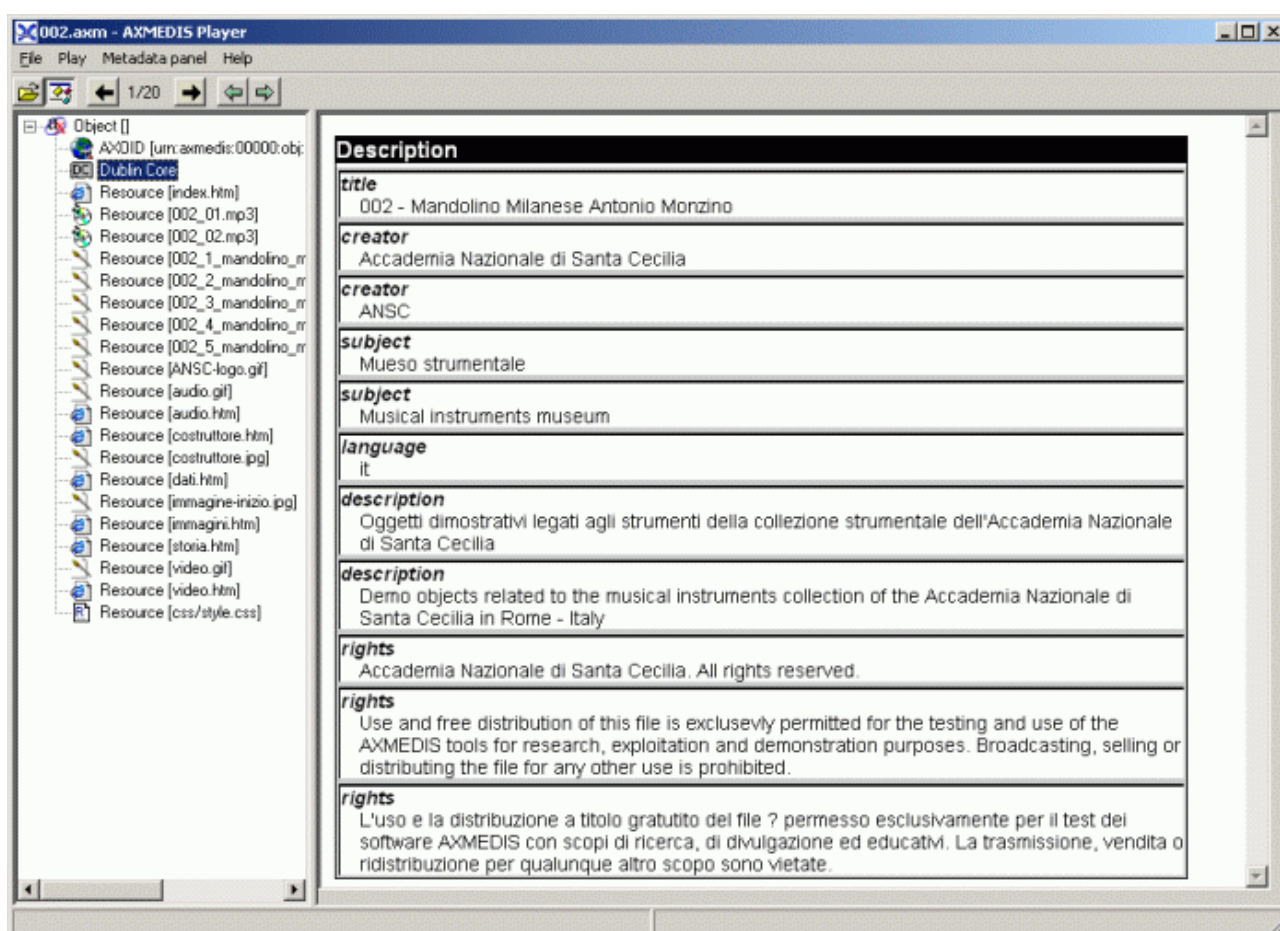 002.axm - AXMEDIS Player
File Play Metadata panel Help
1/20
Object []
AXOID [urn:axmedis:00000:obj:
DC Dublin Core
Resource [index.htm]
Resource [002_01.mp3]
Resource [002_02.mp3]
Resource [002_1_mandolino_m
Resource [002_2_mandolino_m
Resource [002_3_mandolino_m
Resource [002_4_mandolino_m
Resource [002_5_mandolino_m
Resource [ANSC-logo.gif]
Resource [audio.gif]
Resource [audio.htm]
Resource [costruttore.htm]
Resource [costruttore.jpg]
Resource [dati.htm]
Resource [immagine-inizio.jpg]
Resource [immagini.htm]
Resource [storia.htm]
Resource [video.gif]
Resource [video.htm]
R Resource [css/style.css]
Description
title
002 - Mandolino Milanese Antonio Monzino
creator
Accademia Nazionale di Santa Cecilia
creator
ANSC
subject
Mueso strumentale
subject
Musical instruments museum
language
it
description
Oggetti dimostrativi legati agli strumenti della collezione strumentale dell'Accademia Nazionale
di Santa Cecilia
description
Demo objects related to the musical instruments collection of the Accademia Nazionale di
Santa Cecilia in Rome - Italy
rights
Accademia Nazionale di Santa Cecilia. All rights reserved.
rights
Use and free distribution of this file is exclusevly permitted for the testing and use of the
AXMEDIS tools for research, exploitation and demonstration purposes. Broadcasting, selling or
distributing the file for any other use is prohibited.
rights
L'uso e la distribuzione a titolo gratutito del file ? permesso esclusivamente per il test dei
software AXMEDIS con scopi di ricerca, di divulgazione ed educativi. La trasmissione, vendita o
ridistribuzione per qualunque altro scopo sono vietate.